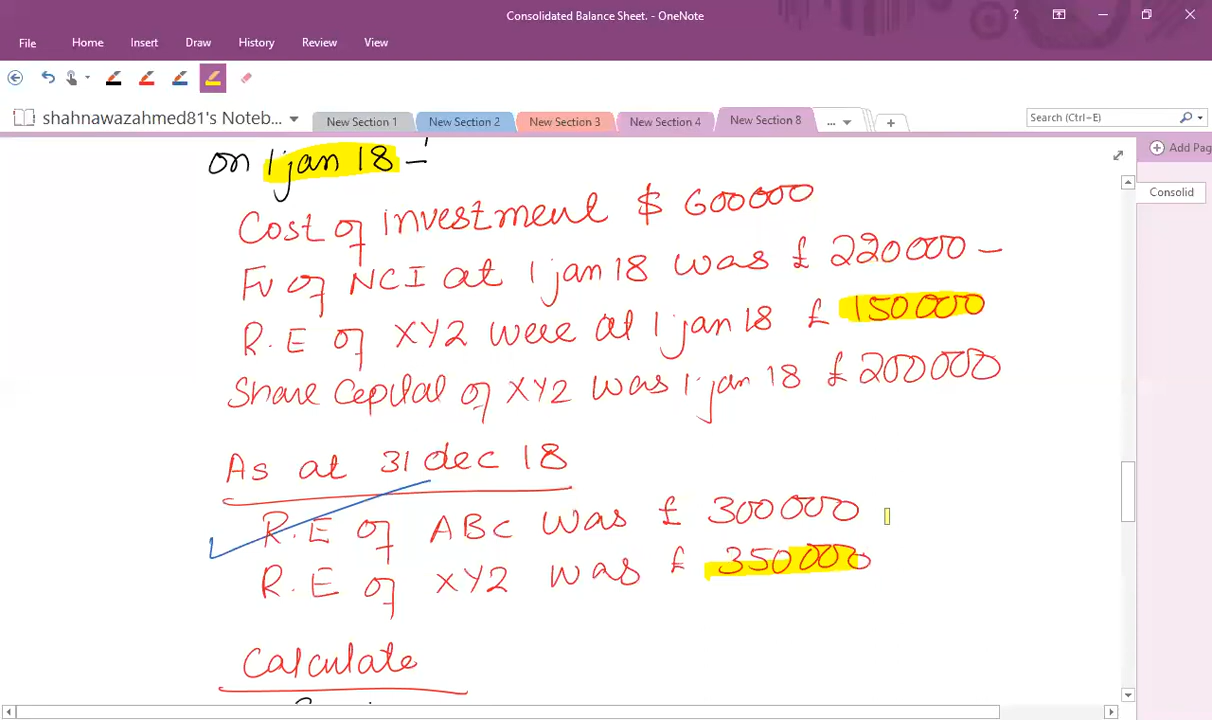 Consolidated Balance Sheet. - OneNote
?
File Home Insert Draw History Review View
shahnawazahmed81's Noteb... New Section 1 New Section 2 New Section 3 New Section 4 New Section 8 ... + Search (Ctrl+E)
Add Pag
Consolid
on 1 jan 18 -
Cost of investment $ 600000
Fv of NCI at 1 jan 18 was £ 220000 -
R.E of XYZ were at 1 jan 18 £ 150000
Share Capital of XYZ was 1 jan 18 £ 200000
As at 31 dec 18
R.E of ABC was £ 300000
R.E of XYZ was £ 350000
Calculate